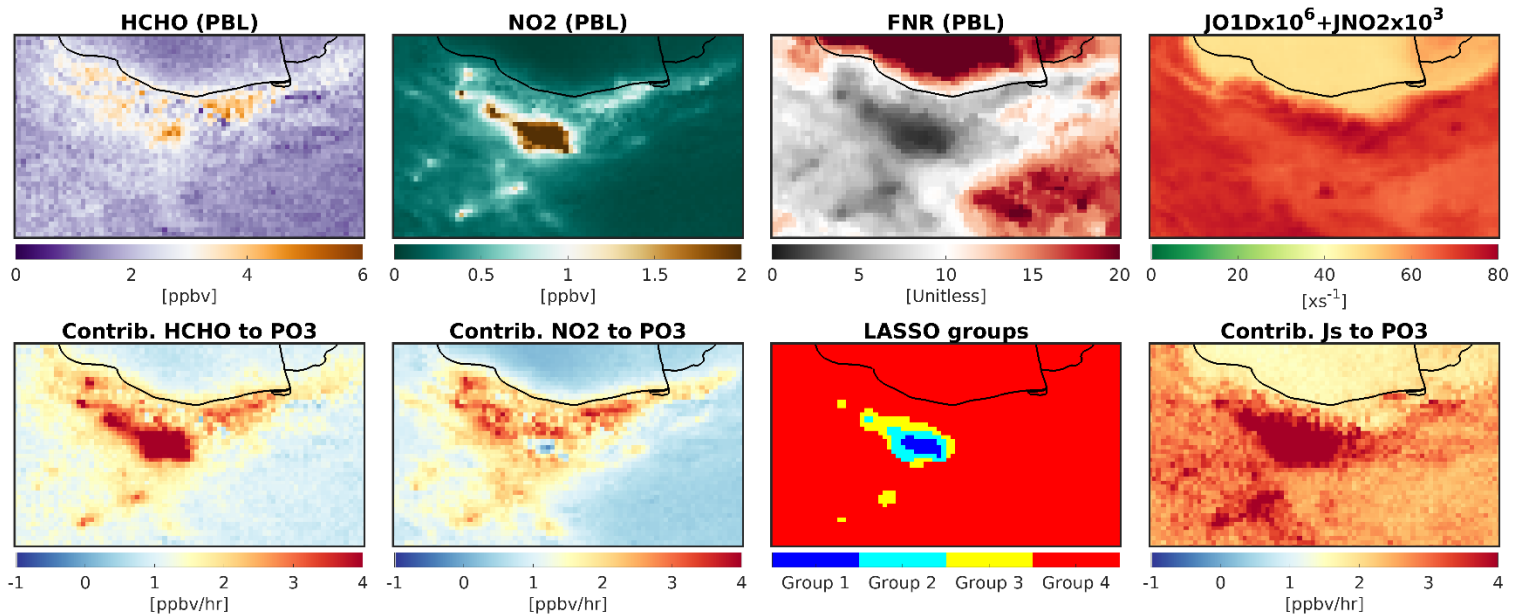 HCHO (PBL)
NO2 (PBL)
FNR (PBL)
JO1Dx10⁶+JNO2x10³
0 2 4 6
[ppbv]
0 0.5 1 1.5 2
[ppbv]
0 5 10 15 20
[Unitless]
0 20 40 60 80
[xs⁻¹]
Contrib. HCHO to PO3
Contrib. NO2 to PO3
LASSO groups
Contrib. Js to PO3
-1 0 1 2 3 4
[ppbv/hr]
-1 0 1 2 3 4
[ppbv/hr]
Group 1 Group 2 Group 3 Group 4
-1 0 1 2 3 4
[ppbv/hr]